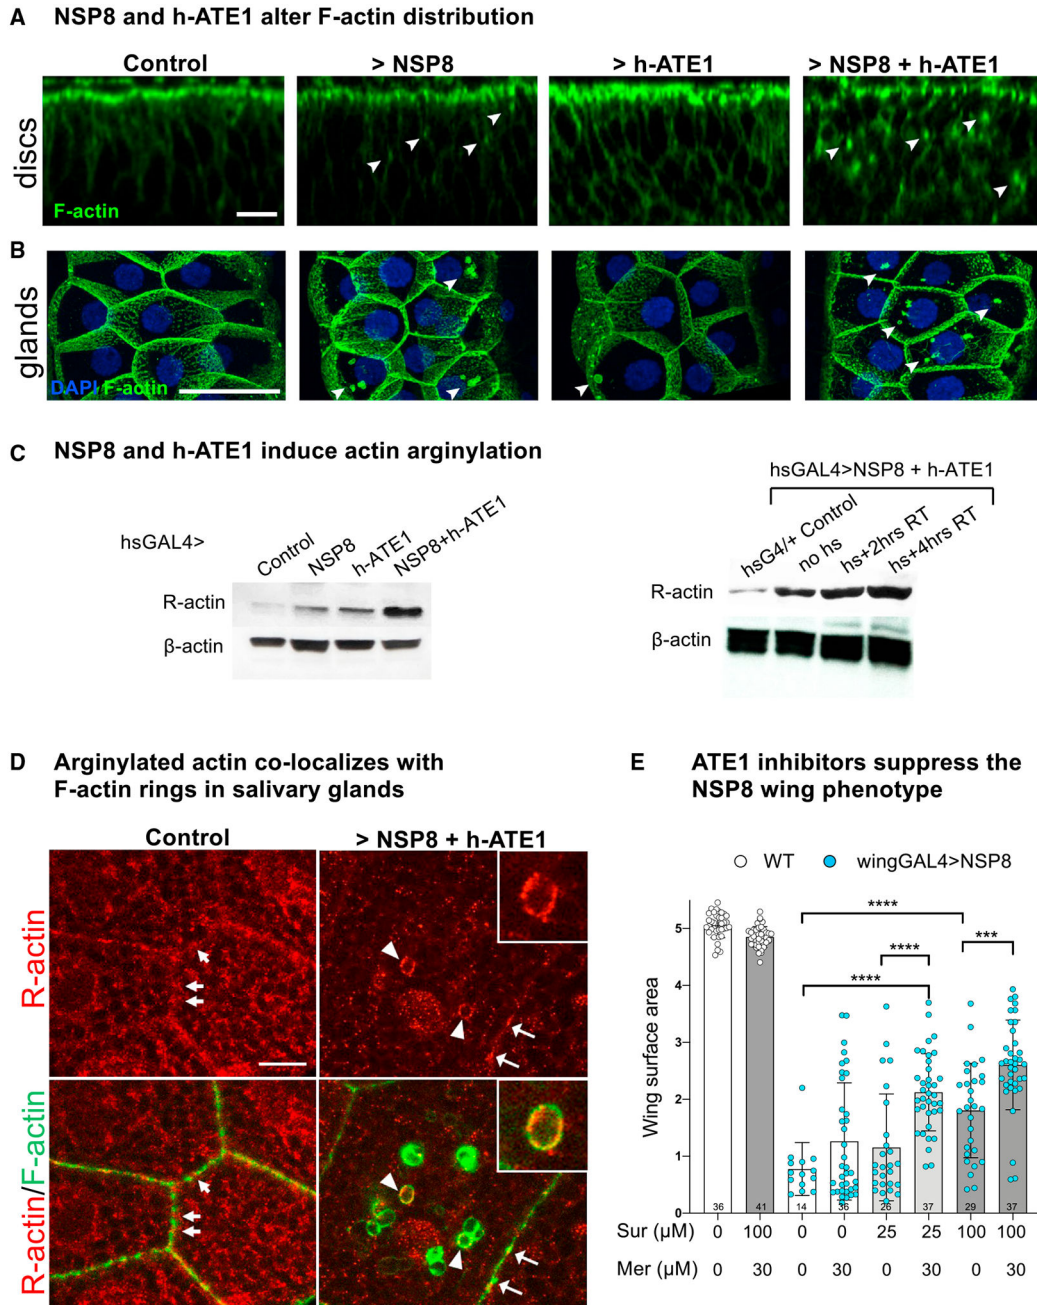 A NSP8 and h-ATE1 alter F-actin distribution
Control
> NSP8
> h-ATE1
> NSP8 + h-ATE1
discs
F-actin
B
glands
DAPI/F-actin
C NSP8 and h-ATE1 induce actin arginylation
hsGAL4>
Control
NSP8
h-ATE1
NSP8+h-ATE1
R-actin
β-actin
hsGAL4>NSP8 + h-ATE1
hsG4/+ Control
no hs
hs+2hrs RT
hs+4hrs RT
R-actin
β-actin
D Arginylated actin co-localizes with
F-actin rings in salivary glands
Control
> NSP8 + h-ATE1
R-actin
R-actin/F-actin
E ATE1 inhibitors suppress the
NSP8 wing phenotype
WT
wingGAL4>NSP8
Wing surface area
5
4
3
2
1
0
****
***
****
****
36 41 14 36 26 37 29 37
Sur (µM) 0 100 0 0 25 25 100 100
Mer (µM) 0 30 0 30 0 30 0 30